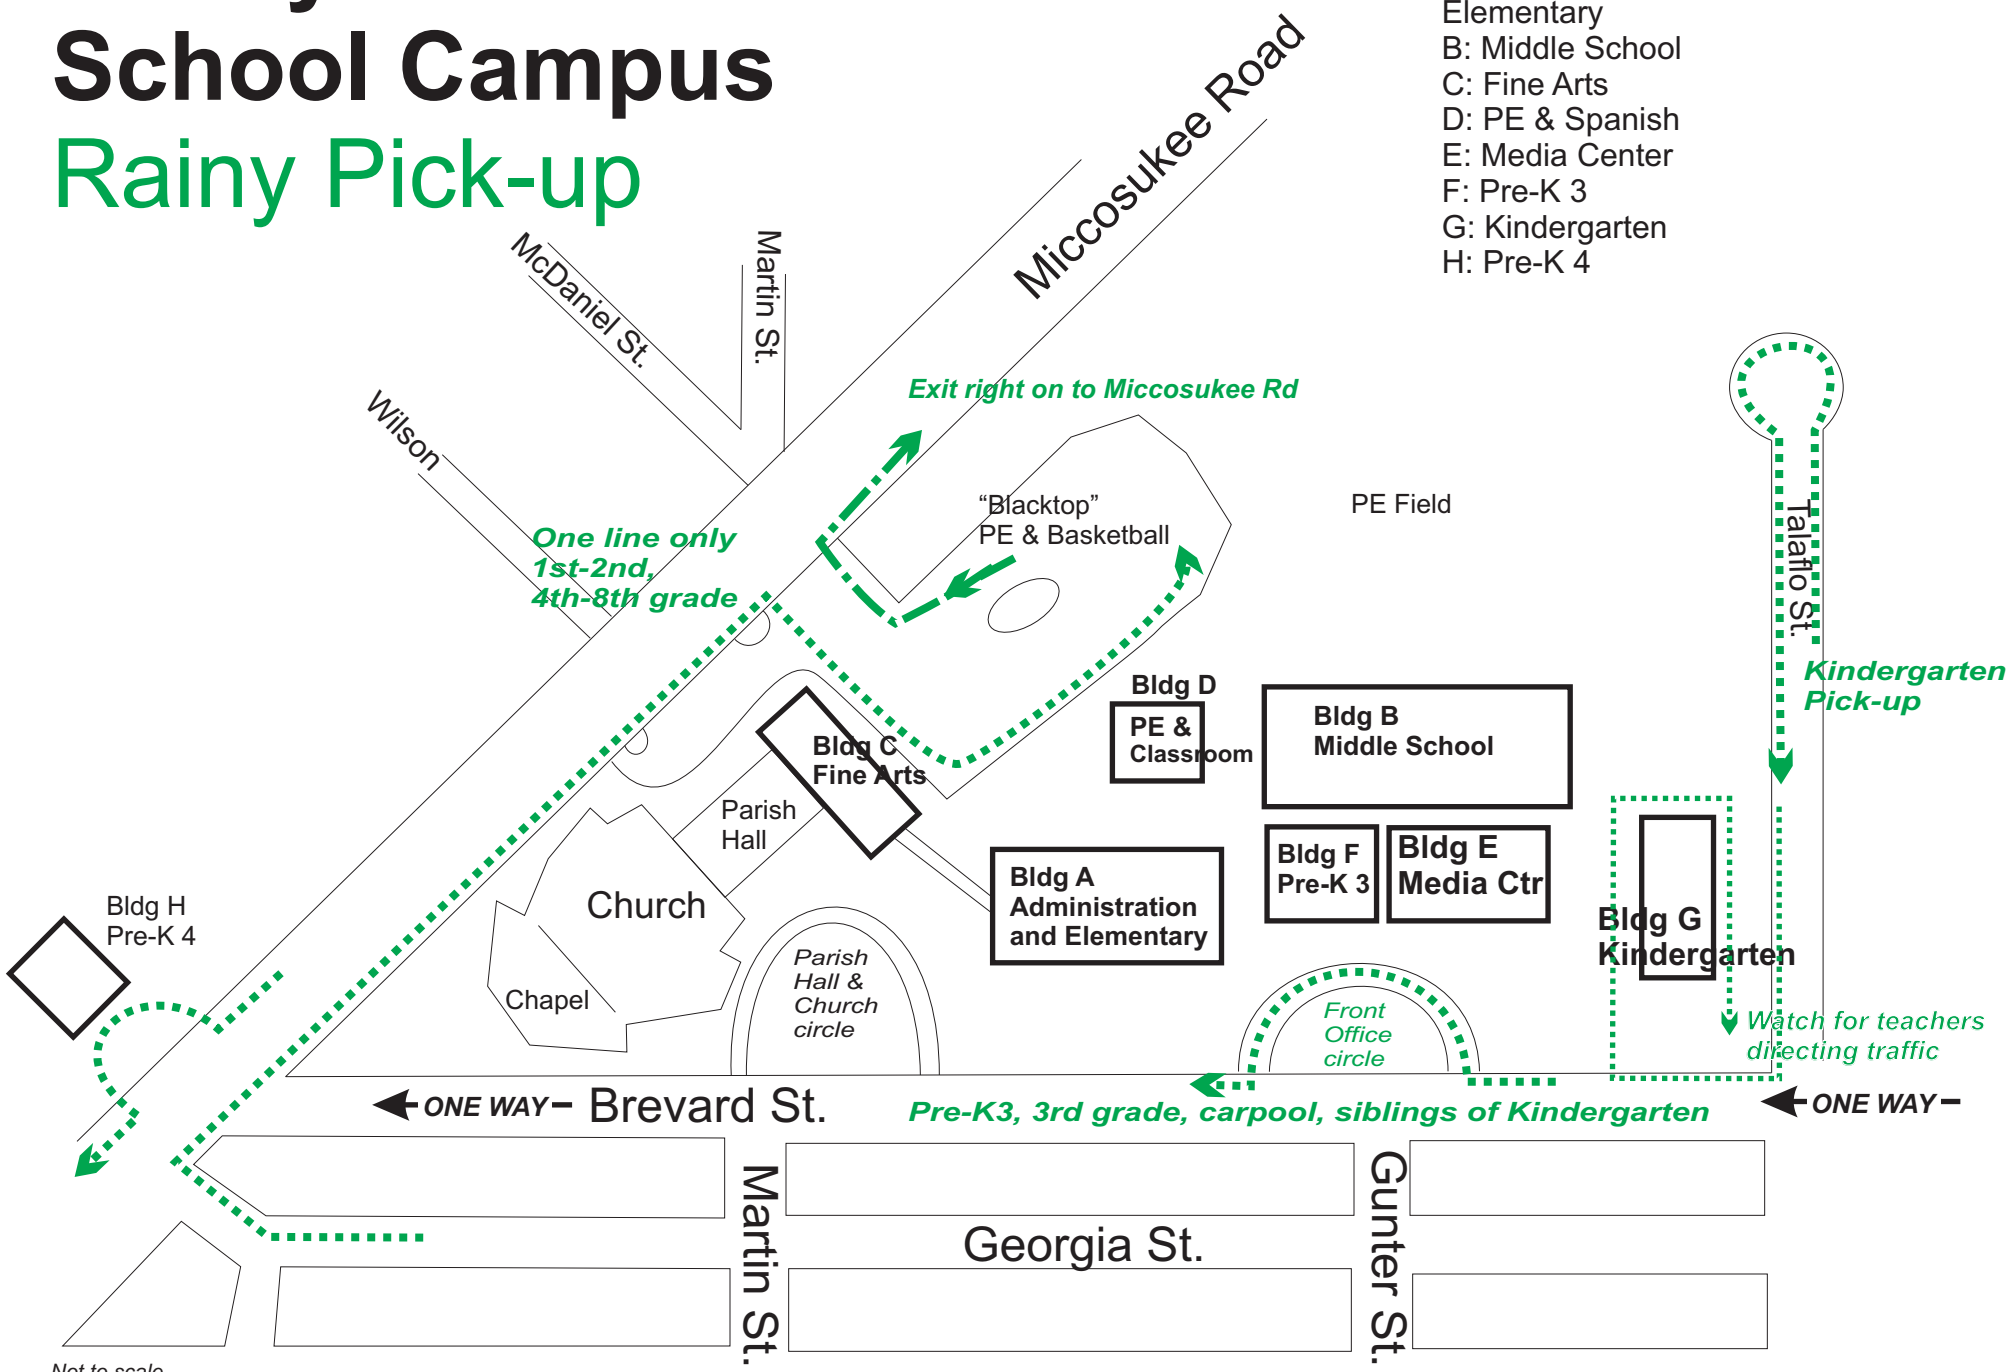 School Campus
Rainy Pick-up
Elementary
B: Middle School
C: Fine Arts
D: PE & Spanish
E: Media Center
F: Pre-K 3
G: Kindergarten
H: Pre-K 4
Miccosukee Road
McDaniel St.
Martin St.
Wilson
Exit right on to Miccosukee Rd
“Blacktop”
PE & Basketball
PE Field
One line only
1st-2nd,
4th-8th grade
Talaflo St.
Kindergarten
Pick-up
Bldg D
PE &
Classroom
Bldg B
Middle School
Bldg C
Fine Arts
Parish
Hall
Bldg F
Pre-K 3
Bldg E
Media Ctr
Bldg A
Administration
and Elementary
Church
Bldg H
Pre-K 4
Bldg G
Kindergarten
Parish
Hall &
Church
circle
Chapel
Front
Office
circle
Watch for teachers
directing traffic
ONE WAY
Brevard St.
Pre-K3, 3rd grade, carpool, siblings of Kindergarten
ONE WAY
Martin St.
Gunter St.
Georgia St.
Not to scale